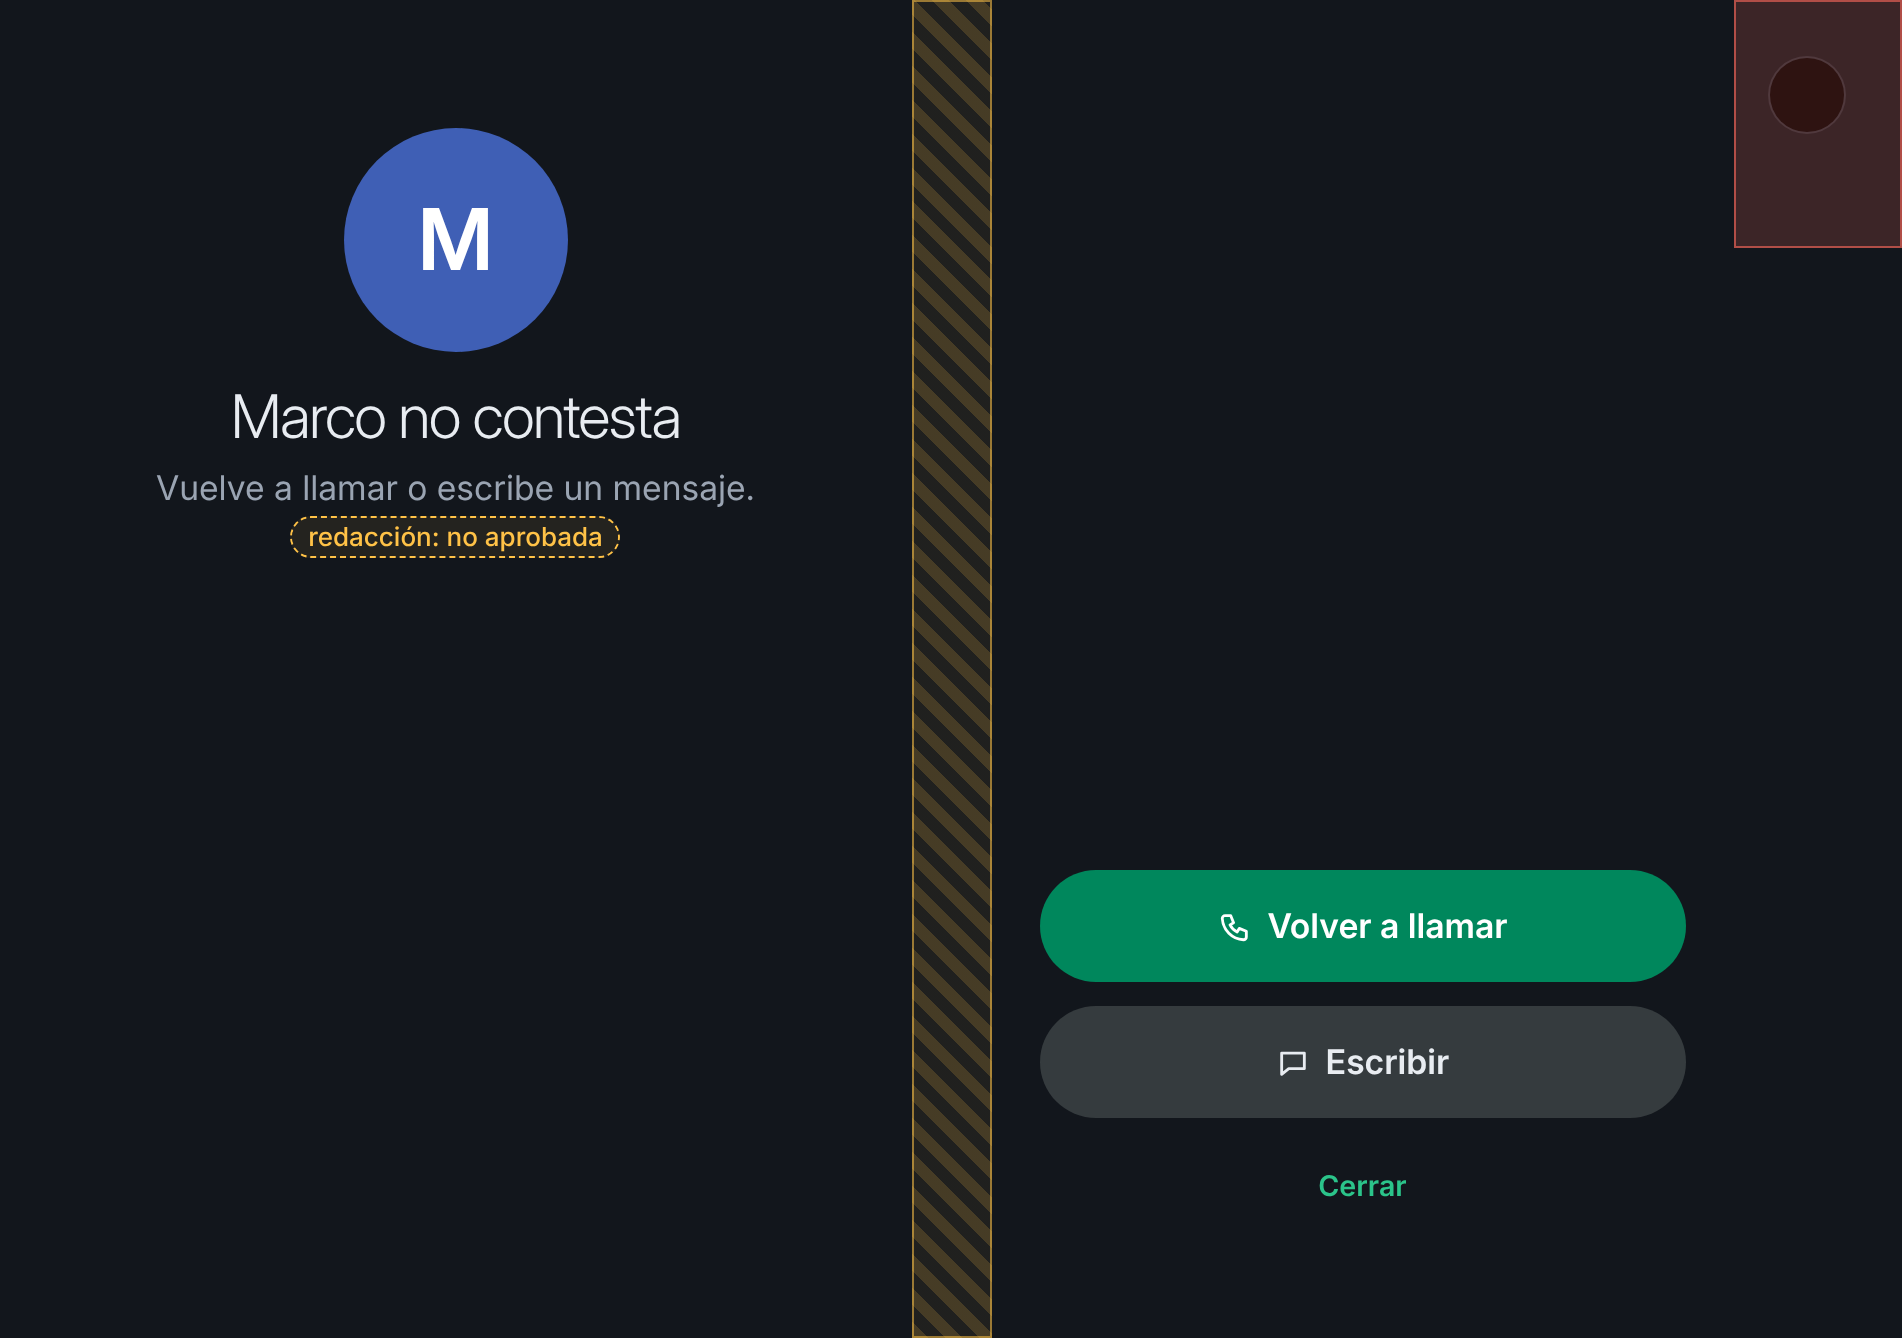 M
Marco no contesta
Vuelve a llamar o escribe un mensaje.
redacción: no aprobada
Volver a llamar
Escribir
Cerrar